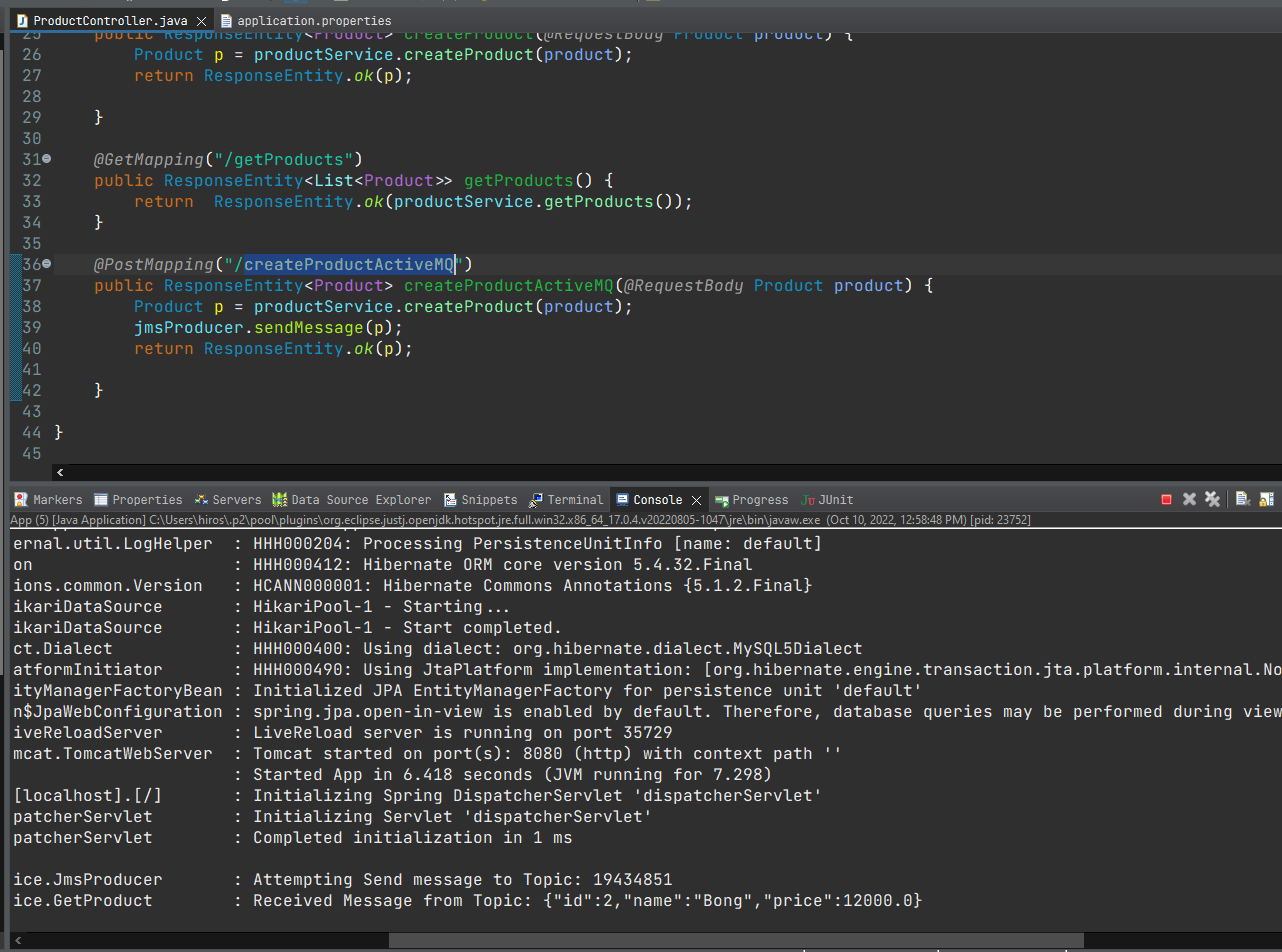 ProductController.java
application.properties
25 public ResponseEntity<Product> createProduct(@RequestBody Product product) {
26 Product p = productService.createProduct(product);
27 return ResponseEntity.ok(p);
28
29 }
30
31 @GetMapping("/getProducts")
32 public ResponseEntity<List<Product>> getProducts() {
33 return  ResponseEntity.ok(productService.getProducts());
34 }
35
36 @PostMapping("/createProductActiveMQ")
37 public ResponseEntity<Product> createProductActiveMQ(@RequestBody Product product) {
38 Product p = productService.createProduct(product);
39 jmsProducer.sendMessage(p);
40 return ResponseEntity.ok(p);
41
42 }
43
44 }
45
Markers Properties Servers Data Source Explorer Snippets Terminal Console Progress JUnit
App (5) [Java Application] C:\Users\hiros\.p2\pool\plugins\org.eclipse.justj.openjdk.hotspot.jre.full.win32.x86_64_17.0.4.v20220805-1047\jre\bin\javaw.exe (Oct 10, 2022, 12:58:48 PM) [pid: 23752]
ernal.util.LogHelper : HHH000204: Processing PersistenceUnitInfo [name: default]
on : HHH000412: Hibernate ORM core version 5.4.32.Final
ions.common.Version : HCANN000001: Hibernate Commons Annotations {5.1.2.Final}
ikariDataSource : HikariPool-1 - Starting...
ikariDataSource : HikariPool-1 - Start completed.
ct.Dialect : HHH000400: Using dialect: org.hibernate.dialect.MySQL5Dialect
atformInitiator : HHH000490: Using JtaPlatform implementation: [org.hibernate.engine.transaction.jta.platform.internal.No
ityManagerFactoryBean : Initialized JPA EntityManagerFactory for persistence unit 'default'
n$JpaWebConfiguration : spring.jpa.open-in-view is enabled by default. Therefore, database queries may be performed during view
iveReloadServer : LiveReload server is running on port 35729
mcat.TomcatWebServer : Tomcat started on port(s): 8080 (http) with context path ''
: Started App in 6.418 seconds (JVM running for 7.298)
[localhost].[/] : Initializing Spring DispatcherServlet 'dispatcherServlet'
patcherServlet : Initializing Servlet 'dispatcherServlet'
patcherServlet : Completed initialization in 1 ms
ice.JmsProducer : Attempting Send message to Topic: 19434851
ice.GetProduct : Received Message from Topic: {"id":2,"name":"Bong","price":12000.0}